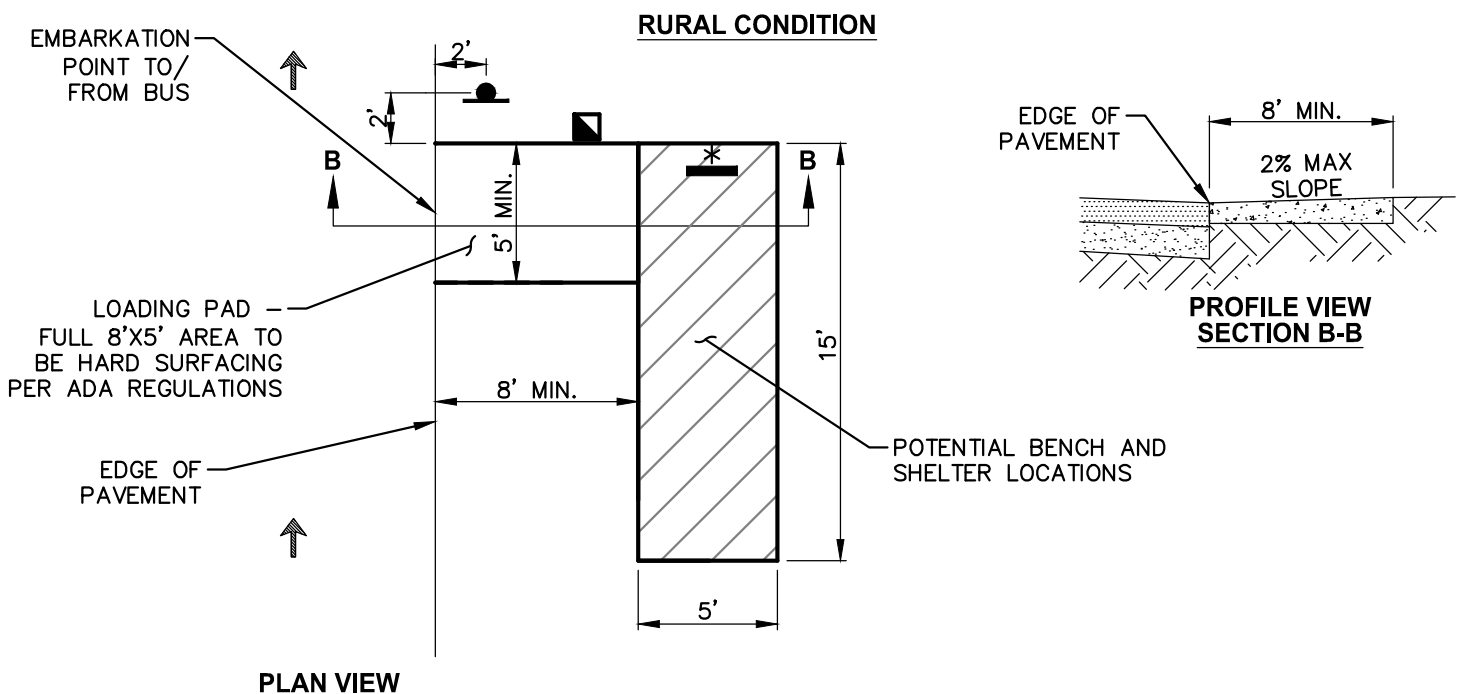 RURAL CONDITION
EMBARKATION
POINT TO/
FROM BUS
2'
2'
B
B
5' MIN.
LOADING PAD –
FULL 8'X5' AREA TO
BE HARD SURFACING
PER ADA REGULATIONS
8' MIN.
15'
EDGE OF
PAVEMENT
POTENTIAL BENCH AND
SHELTER LOCATIONS
5'
PLAN VIEW
EDGE OF
PAVEMENT
8' MIN.
2% MAX
SLOPE
PROFILE VIEW
SECTION B-B